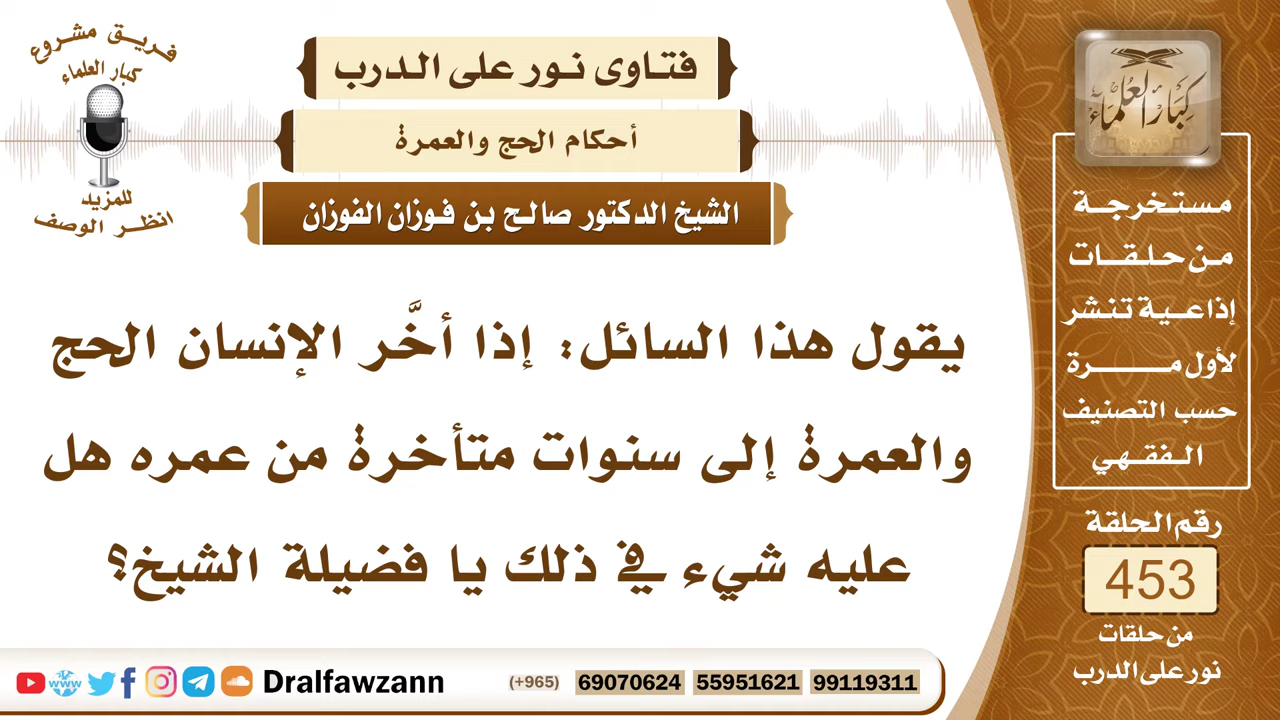 فريق مشروع
كبار العلماء
للمزيد
انظر الوصف
فتاوى نور على الدرب
أحكام الحج والعمرة
الشيخ الدكتور صالح بن فوزان الفوزان
يقول هذا السائل: إذا أخَّر الإنسان الحج
والعمرة إلى سنوات متأخرة من عمره هل
عليه شيء في ذلك يا فضيلة الشيخ؟
كبار العلماء
مستخرجة
من حلقات
إذاعية تنشر
لأول مرة
حسب التصنيف
الفقهي
رقم الحلقة
453
من حلقات
نور على الدرب
www
Dralfawzann
(+965) 69070624 55951621 99119311